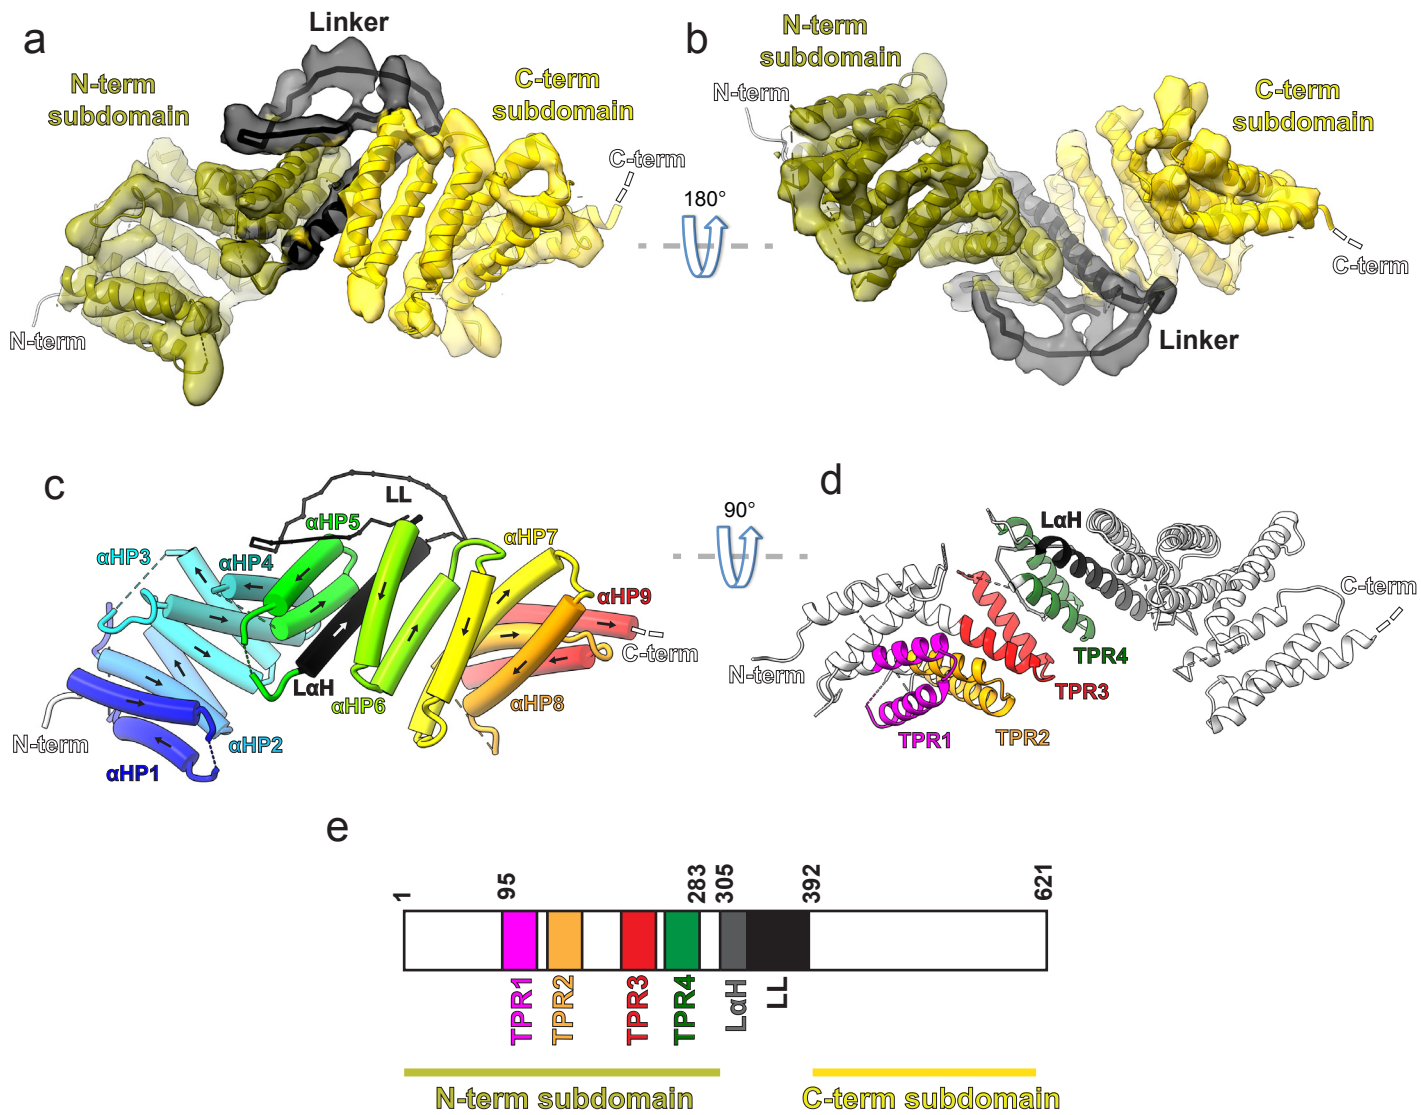 a
Linker
N-term
subdomain
C-term
subdomain
C-term
N-term
180°
b
N-term
subdomain
N-term
C-term
subdomain
C-term
Linker
c
LL
αHP5
αHP3
αHP4
αHP7
αHP9
C-term
LαH
αHP6
αHP8
N-term
αHP2
αHP1
90°
d
LαH
C-term
TPR4
N-term
TPR3
TPR1
TPR2
e
1
95
283
305
392
621
TPR1
TPR2
TPR3
TPR4
LαH
LL
N-term subdomain
C-term subdomain